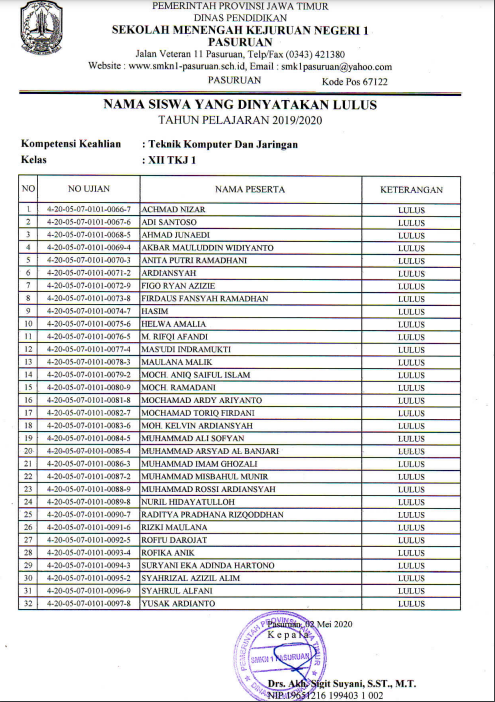 PEMERINTAH PROVINSI JAWA TIMUR
DINAS PENDIDIKAN
SEKOLAH MENENGAH KEJURUAN NEGERI 1
PASURUAN
Jalan Veteran 11 Pasuruan, Telp/Fax (0343) 421380
Website : www.smkn1-pasuruan.sch.id, Email : smk1pasuruan@yahoo.com
PASURUAN Kode Pos 67122
NAMA SISWA YANG DINYATAKAN LULUS
TAHUN PELAJARAN 2019/2020
Kompetensi Keahlian : Teknik Komputer Dan Jaringan
Kelas : XII TKJ 1
NO NO UJIAN NAMA PESERTA KETERANGAN
1 4-20-05-07-0101-0066-7 ACHMAD NIZAR LULUS
2 4-20-05-07-0101-0067-6 ADI SANTOSO LULUS
3 4-20-05-07-0101-0068-5 AHMAD JUNAEDI LULUS
4 4-20-05-07-0101-0069-4 AKBAR MAULUDDIN WIDIYANTO LULUS
5 4-20-05-07-0101-0070-3 ANITA PUTRI RAMADHANI LULUS
6 4-20-05-07-0101-0071-2 ARDIANSYAH LULUS
7 4-20-05-07-0101-0072-9 FIGO RYAN AZIZIE LULUS
8 4-20-05-07-0101-0073-8 FIRDAUS FANSYAH RAMADHAN LULUS
9 4-20-05-07-0101-0074-7 HASIM LULUS
10 4-20-05-07-0101-0075-6 HELWA AMALIA LULUS
11 4-20-05-07-0101-0076-5 M. RIFQI AFANDI LULUS
12 4-20-05-07-0101-0077-4 MAS'UDI INDRAMUKTI LULUS
13 4-20-05-07-0101-0078-3 MAULANA MALIK LULUS
14 4-20-05-07-0101-0079-2 MOCH. ANIQ SAIFUL ISLAM LULUS
15 4-20-05-07-0101-0080-9 MOCH. RAMADANI LULUS
16 4-20-05-07-0101-0081-8 MOCHAMAD ARDY ARIYANTO LULUS
17 4-20-05-07-0101-0082-7 MOCHAMAD TORIQ FIRDANI LULUS
18 4-20-05-07-0101-0083-6 MOH. KELVIN ARDIANSYAH LULUS
19 4-20-05-07-0101-0084-5 MUHAMMAD ALI SOFYAN LULUS
20 4-20-05-07-0101-0085-4 MUHAMMAD ARSYAD AL BANJARI LULUS
21 4-20-05-07-0101-0086-3 MUHAMMAD IMAM GHOZALI LULUS
22 4-20-05-07-0101-0087-2 MUHAMMAD MISBAHUL MUNIR LULUS
23 4-20-05-07-0101-0088-9 MUHAMMAD ROSSI ARDIANSYAH LULUS
24 4-20-05-07-0101-0089-8 NURIL HIDAYATULLOH LULUS
25 4-20-05-07-0101-0090-7 RADITYA PRADHANA RIZQODDHAN LULUS
26 4-20-05-07-0101-0091-6 RIZKI MAULANA LULUS
27 4-20-05-07-0101-0092-5 ROFFU DAROJAT LULUS
28 4-20-05-07-0101-0093-4 ROFIKA ANIK LULUS
29 4-20-05-07-0101-0094-3 SURYANI EKA ADINDA HARTONO LULUS
30 4-20-05-07-0101-0095-2 SYAHRIZAL AZIZIL ALIM LULUS
31 4-20-05-07-0101-0096-9 SYAHRUL ALFANI LULUS
32 4-20-05-07-0101-0097-8 YUSAK ARDIANTO LULUS
Pasuruan, 02 Mei 2020
Kepala
PEMERINTAH PROVINSI JAWA TIMUR
SMKN 1 PASURUAN
Drs. Akh. Sigit Suyani, S.ST., M.T.
NIP 19651216 199403 1 002